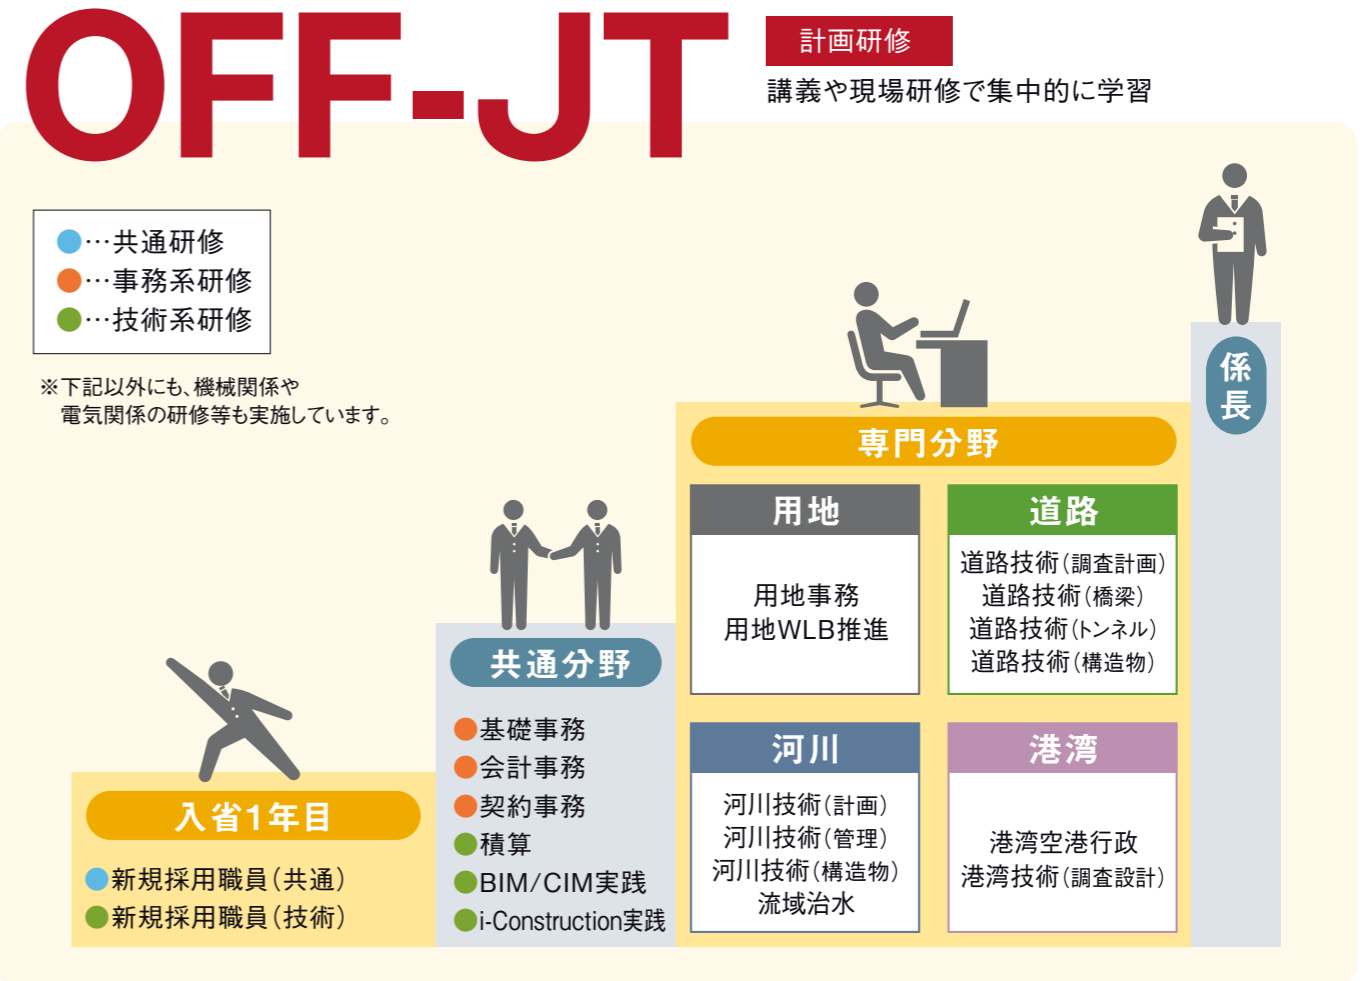 OFF-JT
計画研修
講義や現場研修で集中的に学習
●…共通研修
●…事務系研修
●…技術系研修
※下記以外にも、機械関係や
電気関係の研修等も実施しています。
入省1年目
●新規採用職員(共通)
●新規採用職員(技術)
共通分野
●基礎事務
●会計事務
●契約事務
●積算
●BIM/CIM実践
●i-Construction実践
専門分野
用地
用地事務
用地WLB推進
道路
道路技術(調査計画)
道路技術(橋梁)
道路技術(トンネル)
道路技術(構造物)
河川
河川技術(計画)
河川技術(管理)
河川技術(構造物)
流域治水
港湾
港湾空港行政
港湾技術(調査設計)
係長